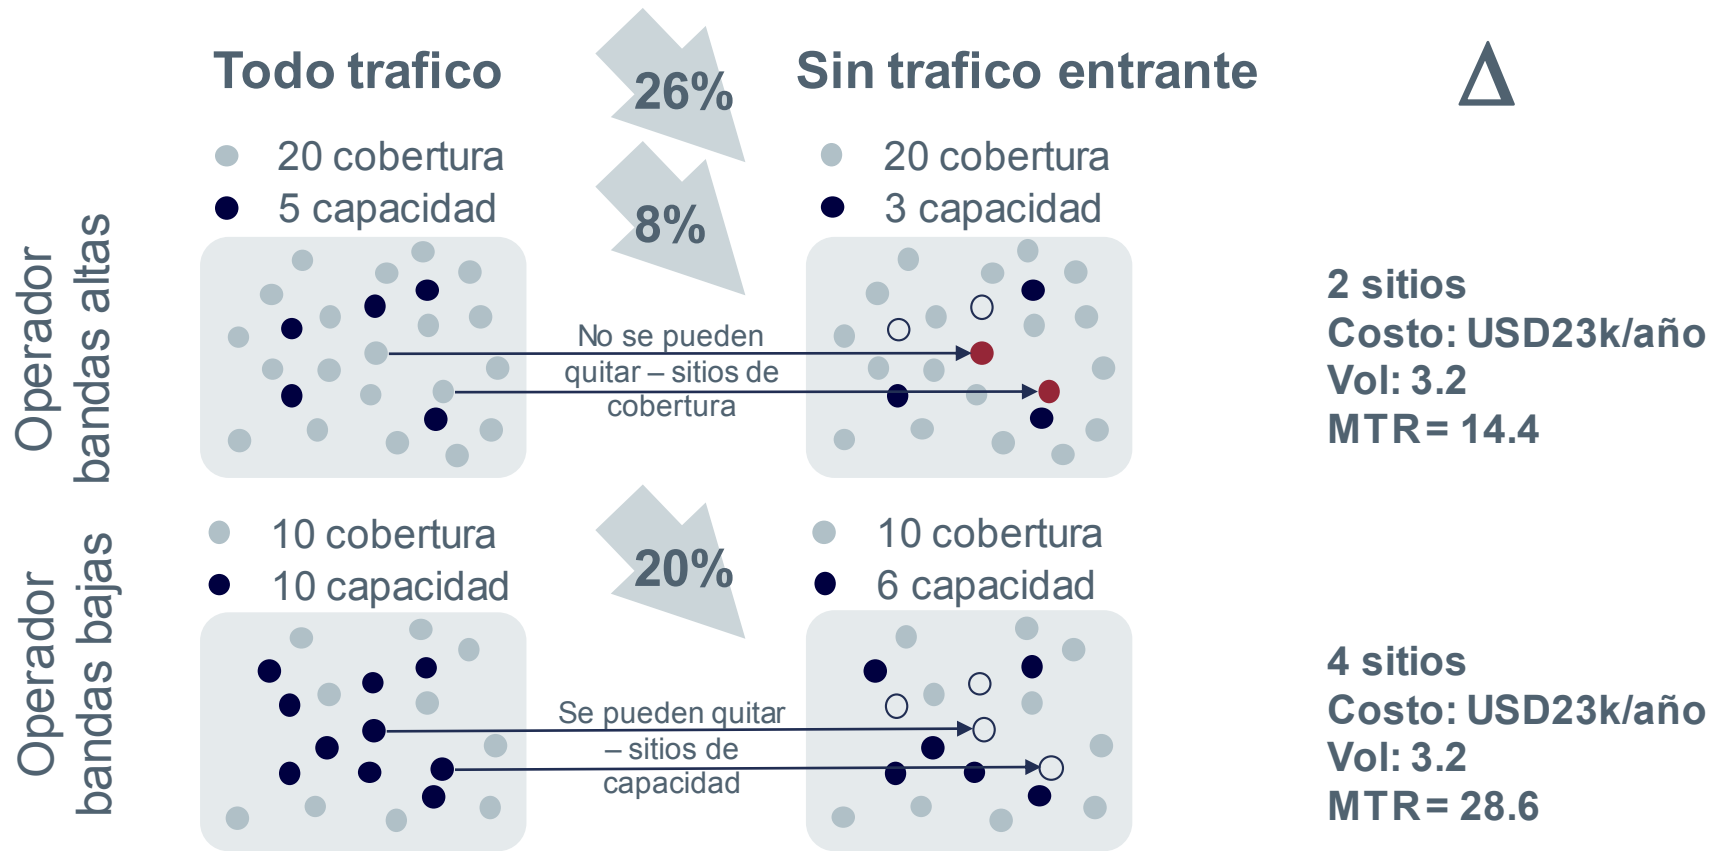 Todo trafico
26%
Sin trafico entrante
Δ
Operador
bandas altas
20 cobertura
5 capacidad
8%
20 cobertura
3 capacidad
No se pueden
quitar – sitios de
cobertura
2 sitios
Costo: USD23k/año
Vol: 3.2
MTR= 14.4
Operador
bandas bajas
10 cobertura
10 capacidad
20%
10 cobertura
6 capacidad
Se pueden quitar
– sitios de
capacidad
4 sitios
Costo: USD23k/año
Vol: 3.2
MTR= 28.6